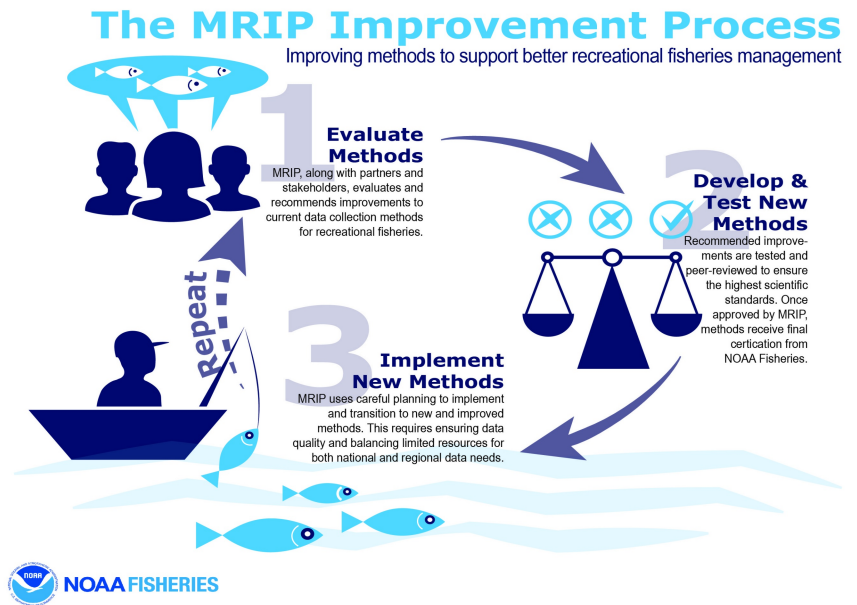 The MRIP Improvement Process
Improving methods to support better recreational fisheries management
1
Evaluate
Methods
MRIP, along with partners and
stakeholders, evaluates and
recommends improvements to
current data collection methods
for recreational fisheries.
2
Develop &
Test New
Methods
Recommended improve-
ments are tested and
peer-reviewed to ensure
the highest scientific
standards. Once
approved by MRIP,
methods receive final
certication from
NOAA Fisheries.
3
Implement
New Methods
MRIP uses careful planning to implement
and transition to new and improved
methods. This requires ensuring data
quality and balancing limited resources for
both national and regional data needs.
Repeat
NOAA
NOAA FISHERIES